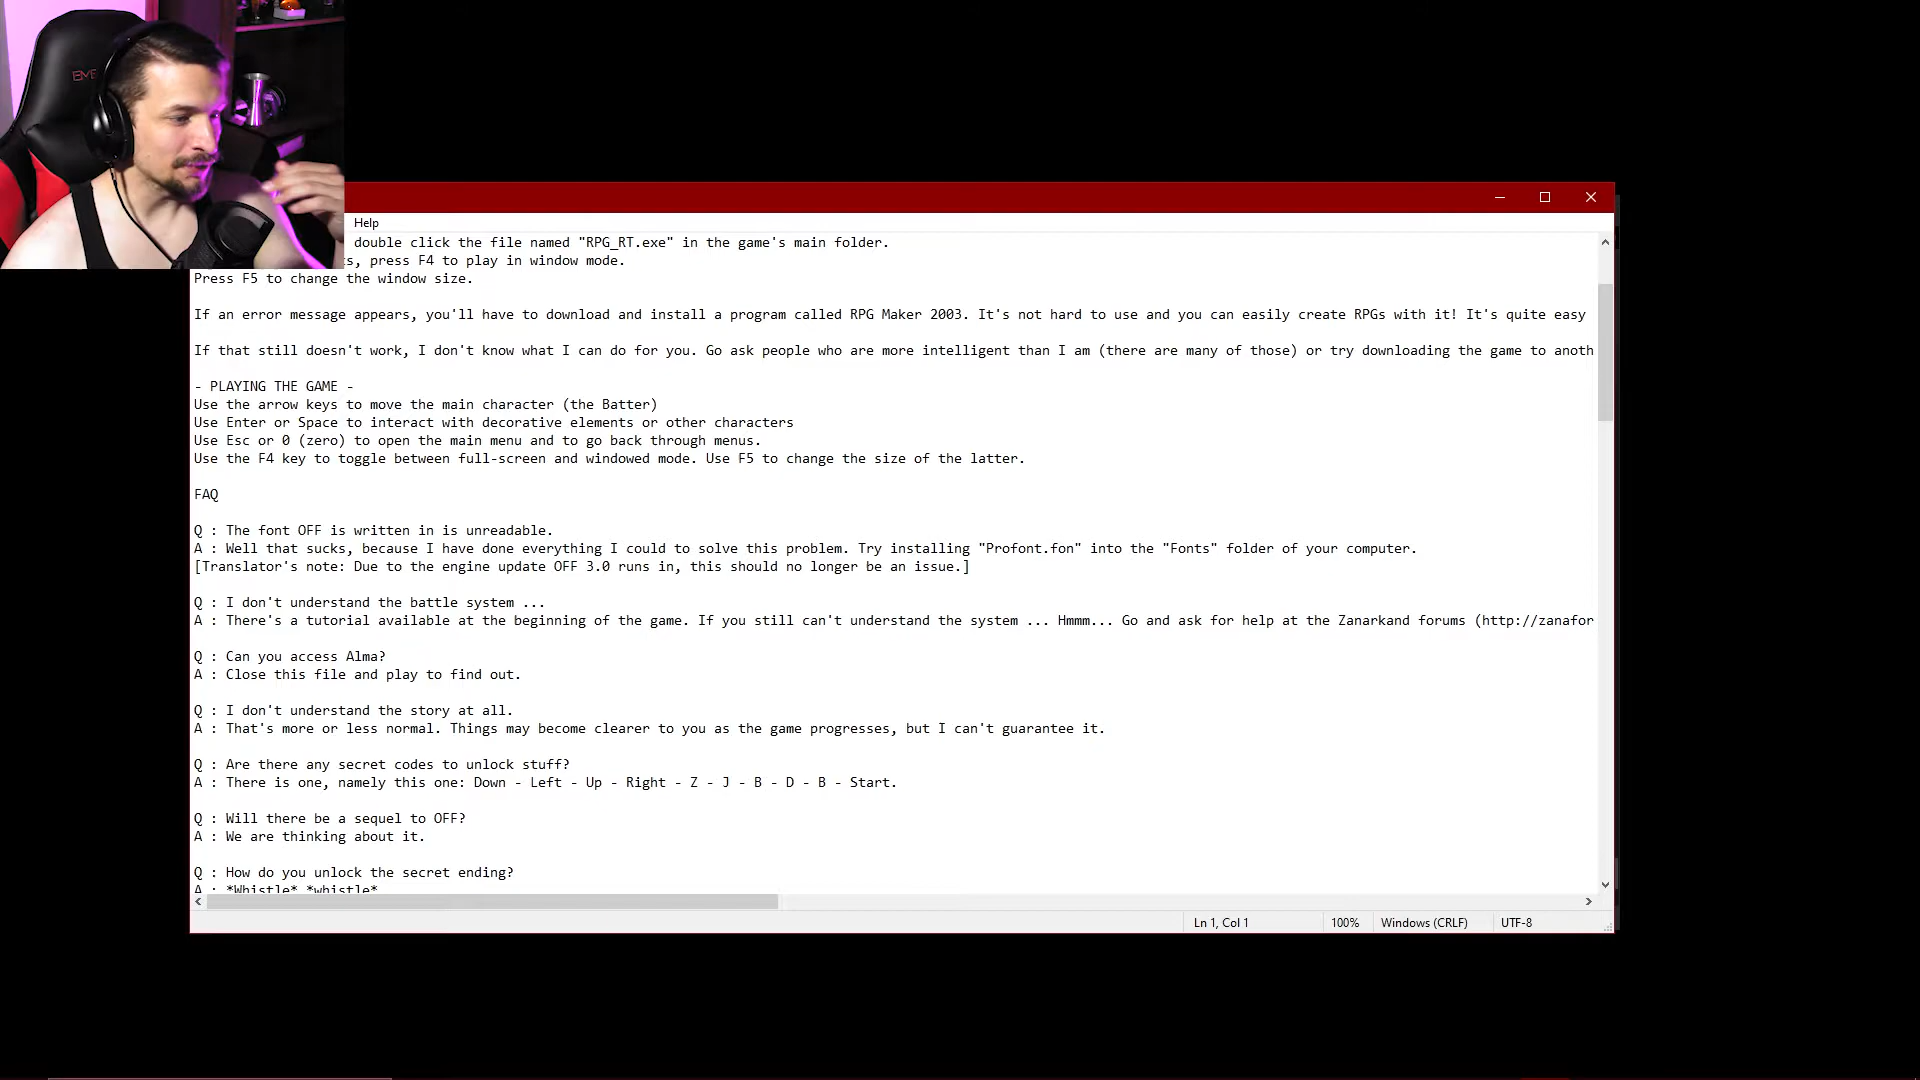 EME
Help
double click the file named "RPG_RT.exe" in the game's main folder.
s, press F4 to play in window mode.
Press F5 to change the window size.
If an error message appears, you'll have to download and install a program called RPG Maker 2003. It's not hard to use and you can easily create RPGs with it! It's quite easy
If that still doesn't work, I don't know what I can do for you. Go ask people who are more intelligent than I am (there are many of those) or try downloading the game to anoth
- PLAYING THE GAME -
Use the arrow keys to move the main character (the Batter)
Use Enter or Space to interact with decorative elements or other characters
Use Esc or 0 (zero) to open the main menu and to go back through menus.
Use the F4 key to toggle between full-screen and windowed mode. Use F5 to change the size of the latter.
FAQ
Q : The font OFF is written in is unreadable.
A : Well that sucks, because I have done everything I could to solve this problem. Try installing "Profont.fon" into the "Fonts" folder of your computer.
[Translator's note: Due to the engine update OFF 3.0 runs in, this should no longer be an issue.]
Q : I don't understand the battle system ...
A : There's a tutorial available at the beginning of the game. If you still can't understand the system ... Hmmm... Go and ask for help at the Zanarkand forums (http://zanafor
Q : Can you access Alma?
A : Close this file and play to find out.
Q : I don't understand the story at all.
A : That's more or less normal. Things may become clearer to you as the game progresses, but I can't guarantee it.
Q : Are there any secret codes to unlock stuff?
A : There is one, namely this one: Down - Left - Up - Right - Z - J - B - D - B - Start.
Q : Will there be a sequel to OFF?
A : We are thinking about it.
Q : How do you unlock the secret ending?
A : *Whistle* *whistle*
Ln 1, Col 1
100%
Windows (CRLF)
UTF-8